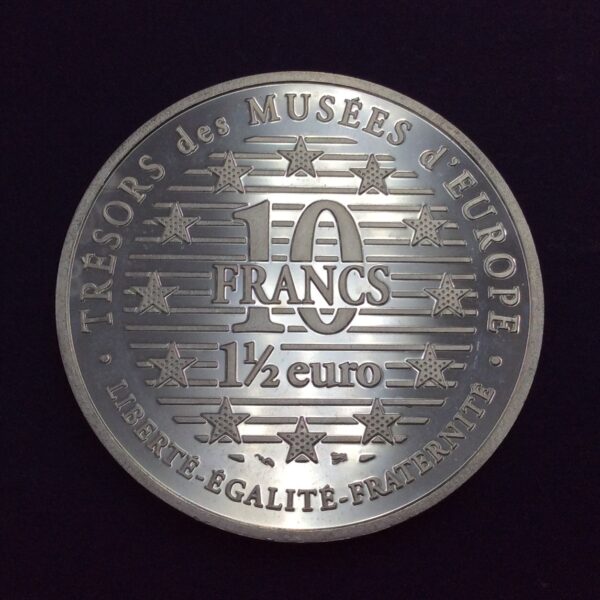 TRÉSORS des MUSÉES d'EUROPE
10
FRANCS
1½ euro
LIBERTÉ-ÉGALITÉ-FRATERNITÉ